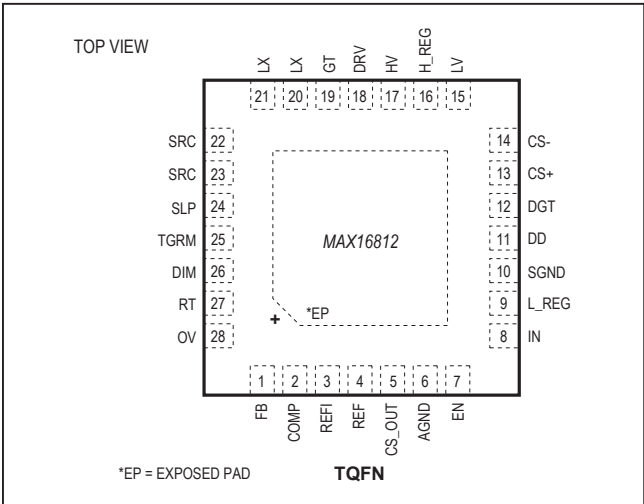 TOP VIEW
LX
LX
GT
DRV
HV
H_REG
LV
21
20
19
18
17
16
15
SRC 22
SRC 23
SLP 24
TGRM 25
DIM 26
RT 27
OV 28
14 CS-
13 CS+
12 DGT
11 DD
10 SGND
9 L_REG
8 IN
MAX16812
+
*EP
1
2
3
4
5
6
7
FB
COMP
REFI
REF
CS_OUT
AGND
EN
*EP = EXPOSED PAD
TQFN